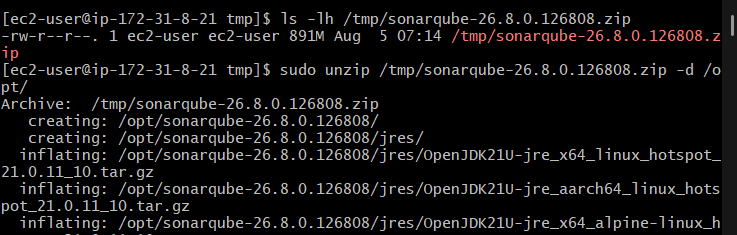 [ec2-user@ip-172-31-8-21 tmp]$ ls -lh /tmp/sonarqube-26.8.0.126808.zip
-rw-r--r--. 1 ec2-user ec2-user 891M Aug  5 07:14 /tmp/sonarqube-26.8.0.126808.z
ip
[ec2-user@ip-172-31-8-21 tmp]$ sudo unzip /tmp/sonarqube-26.8.0.126808.zip -d /o
pt/
Archive:  /tmp/sonarqube-26.8.0.126808.zip
   creating: /opt/sonarqube-26.8.0.126808/
   creating: /opt/sonarqube-26.8.0.126808/jres/
  inflating: /opt/sonarqube-26.8.0.126808/jres/OpenJDK21U-jre_x64_linux_hotspot_
21.0.11_10.tar.gz
  inflating: /opt/sonarqube-26.8.0.126808/jres/OpenJDK21U-jre_aarch64_linux_hots
pot_21.0.11_10.tar.gz
  inflating: /opt/sonarqube-26.8.0.126808/jres/OpenJDK21U-jre_x64_alpine-linux_h